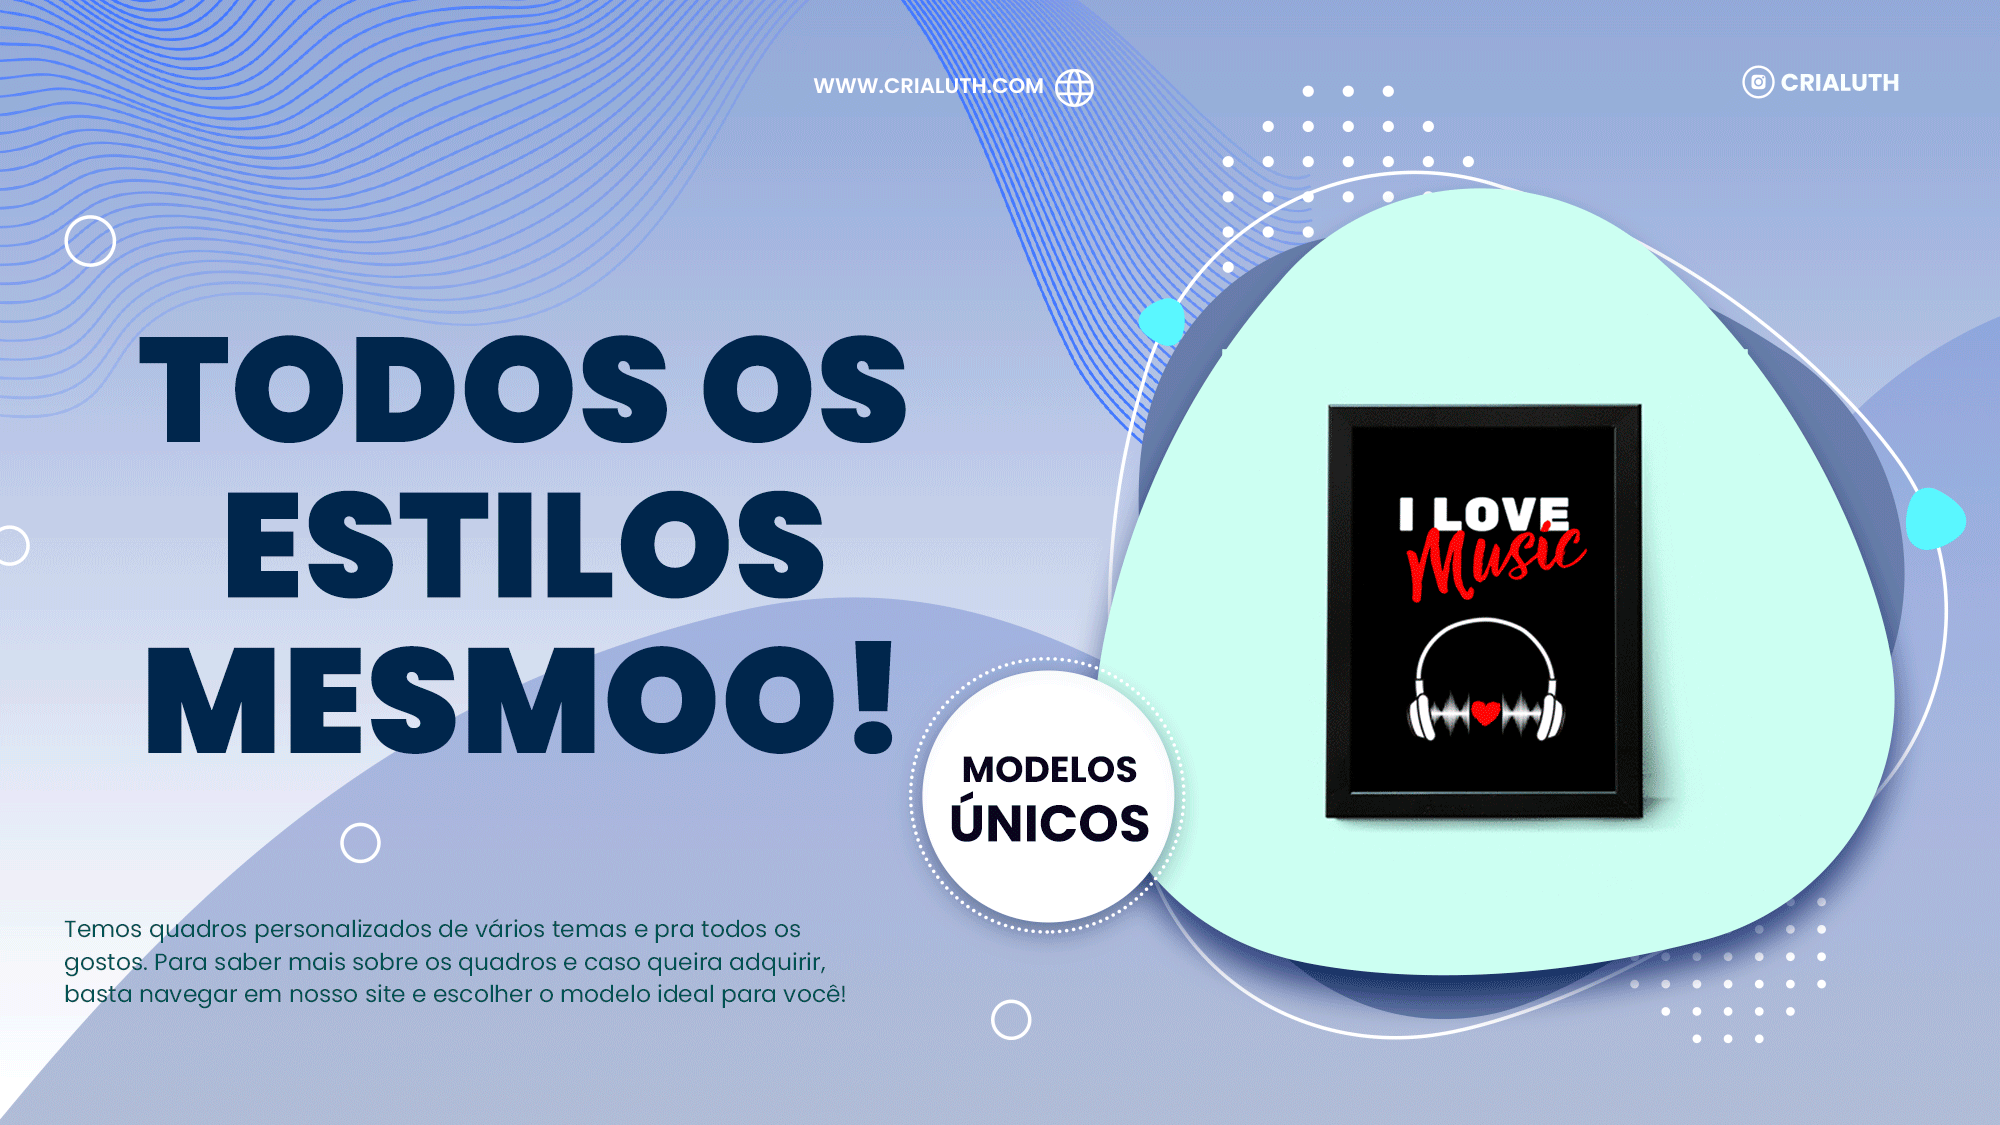 WWW.CRIALUTH.COM
CRIALUTH
TODOS OS
ESTILOS
MESMOO!
I LOVE
Music
MODELOS
ÚNICOS
Temos quadros personalizados de vários temas e pra todos os
gostos. Para saber mais sobre os quadros e caso queira adquirir,
basta navegar em nosso site e escolher o modelo ideal para você!